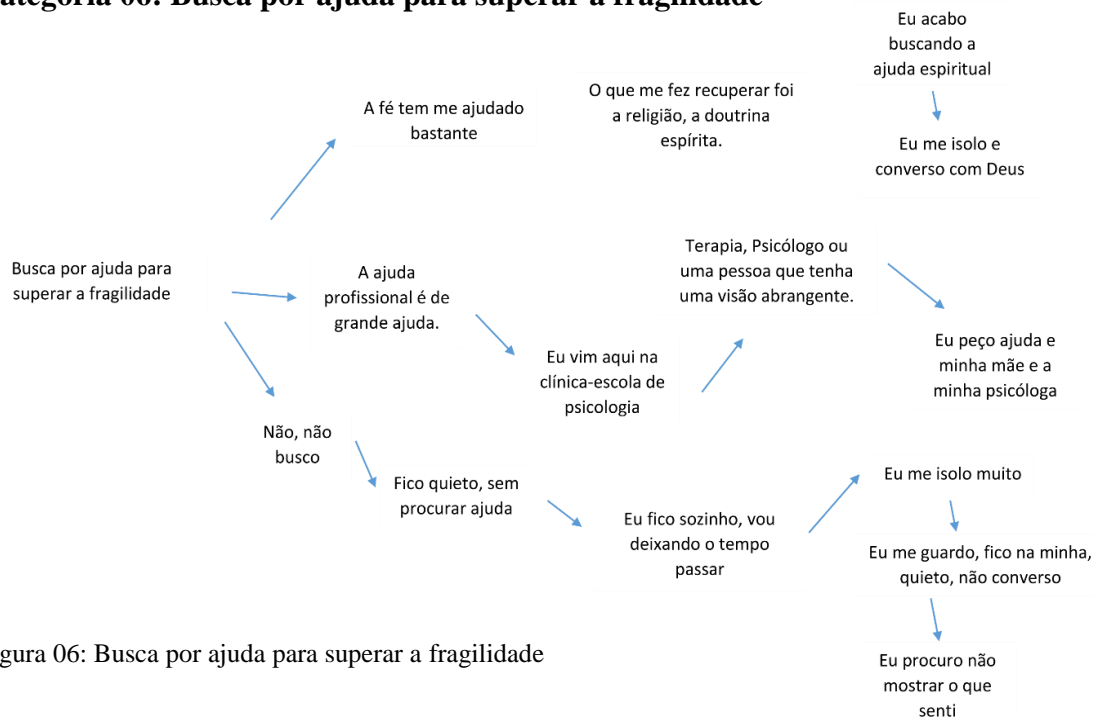 ategoria 06: Busca por ajuda para superar a fragilidade
Eu acabo
buscando a
ajuda espiritual
A fé tem me ajudado
bastante
O que me fez recuperar foi
a religião, a doutrina
espírita.
Eu me isolo e
converso com Deus
Busca por ajuda para
superar a fragilidade
A ajuda
profissional é de
grande ajuda.
Eu vim aqui na
clínica-escola de
psicologia
Terapia, Psicólogo ou
uma pessoa que tenha
uma visão abrangente.
Eu peço ajuda e
minha mãe e a
minha psicóloga
Não, não
busco
Fico quieto, sem
procurar ajuda
Eu fico sozinho, vou
deixando o tempo
passar
Eu me isolo muito
Eu me guardo, fico na minha,
quieto, não converso
Eu procuro não
mostrar o que
senti
gura 06: Busca por ajuda para superar a fragilidade